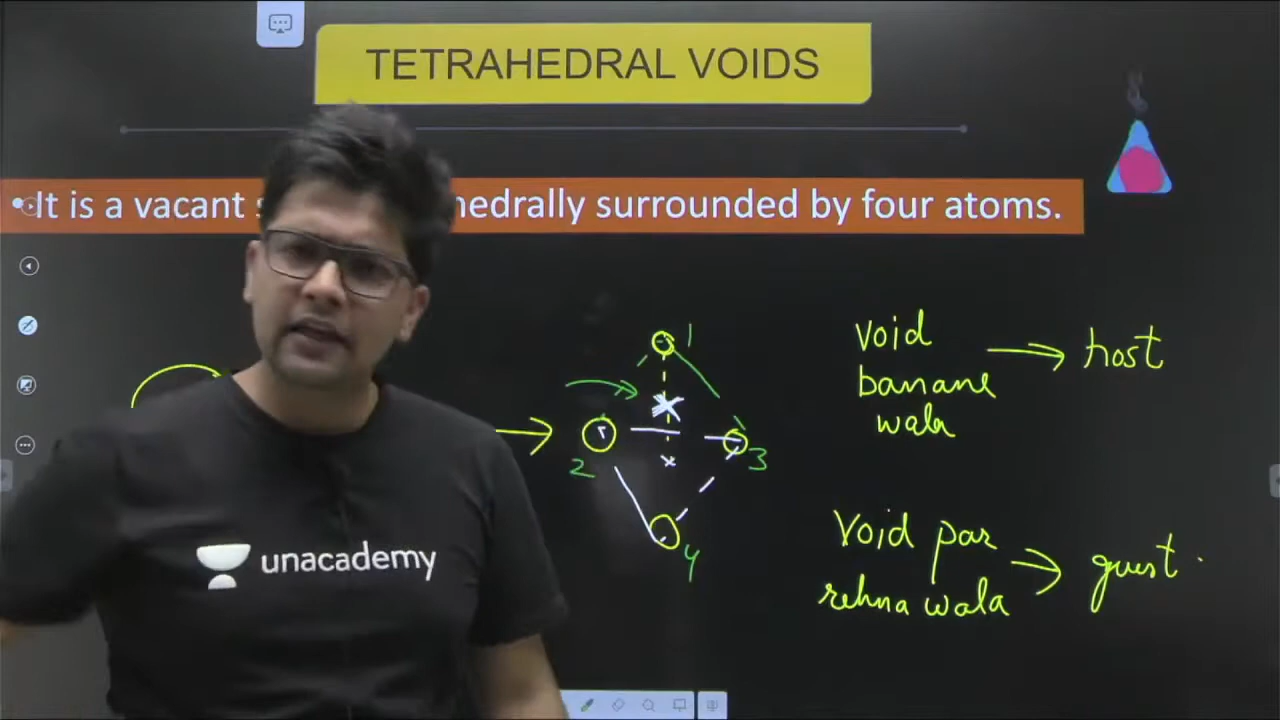 TETRAHEDRAL VOIDS
• It is a vacant hedrally surrounded by four atoms.
1
void → host
banane
wala
r
2
3
4
Void par → guest
rehna wala
unacademy